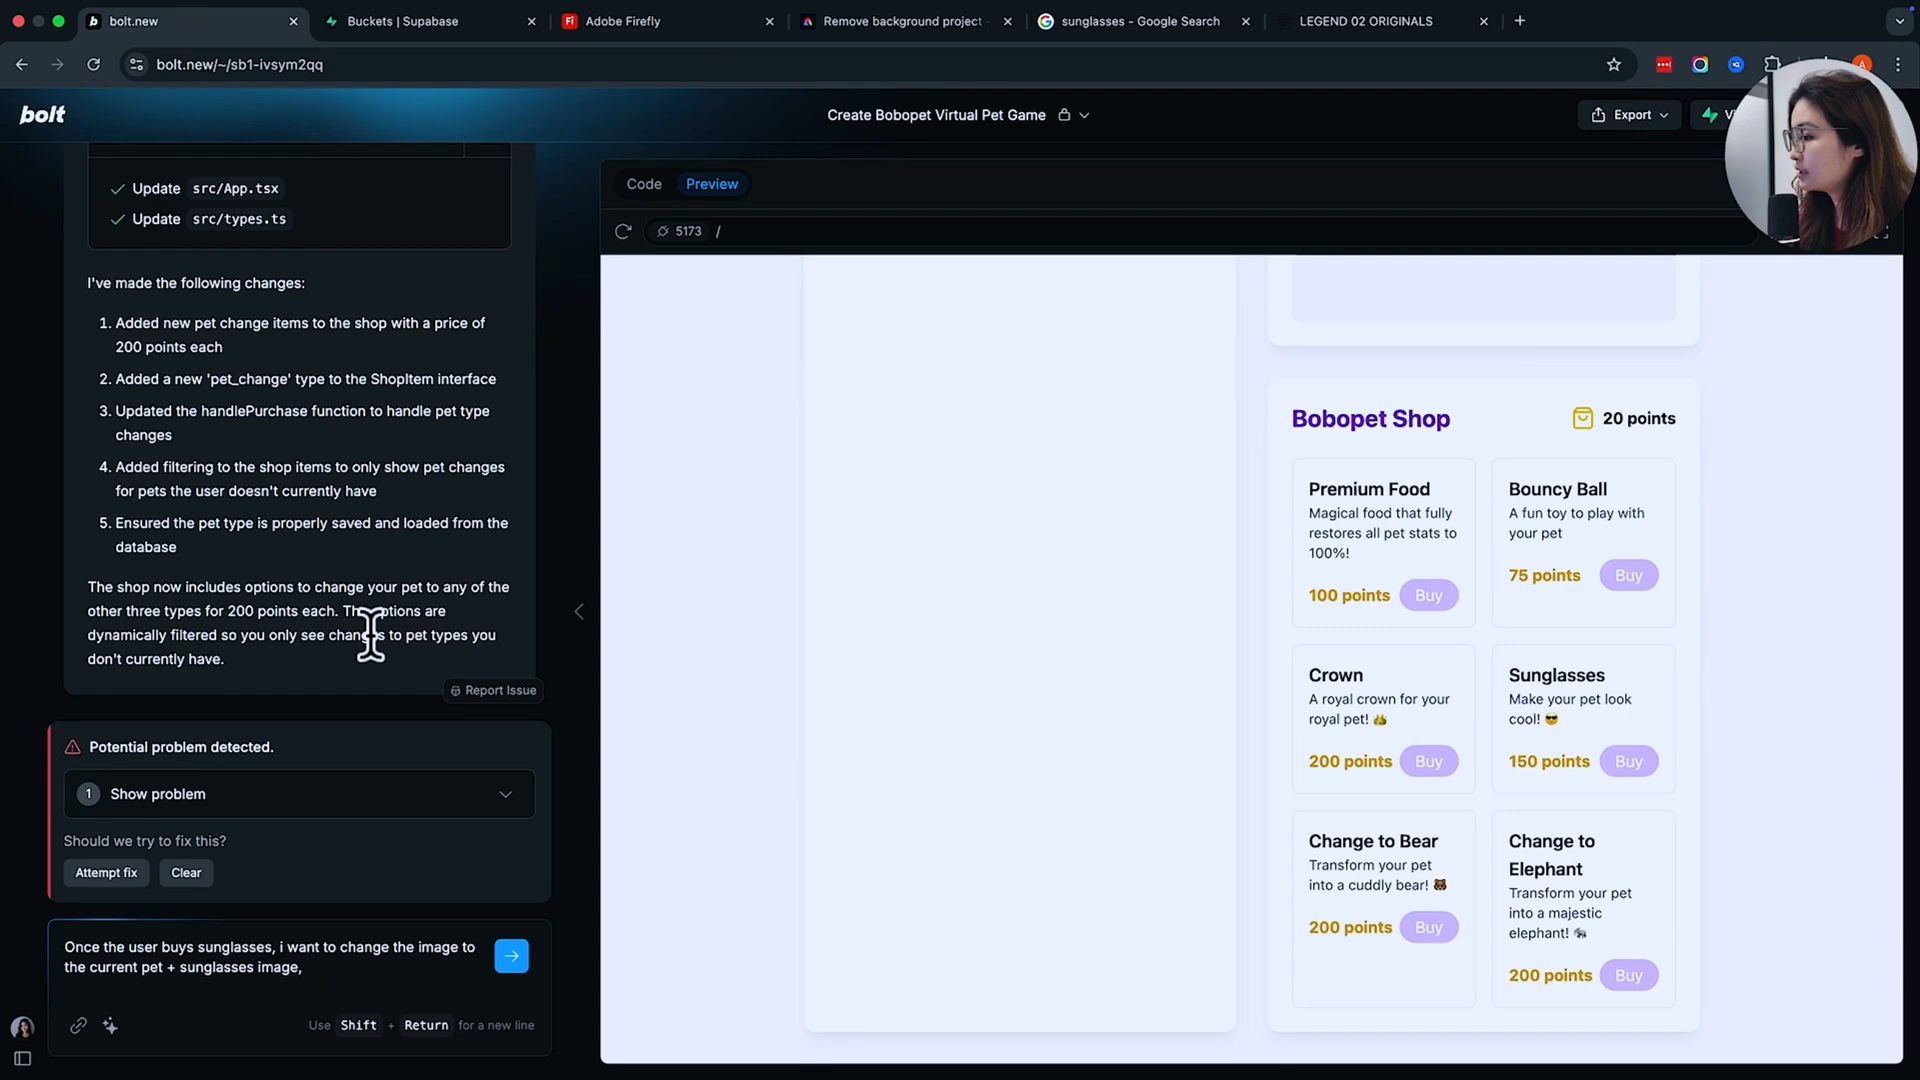 bolt.new
Buckets | Supabase
Adobe Firefly
Remove background project
sunglasses - Google Search
LEGEND 02 ORIGINALS
bolt.new/~/sb1-ivsym2qq
bolt
Create Bobopet Virtual Pet Game
Export
Update src/App.tsx
Update src/types.ts
I've made the following changes:
1. Added new pet change items to the shop with a price of
200 points each
2. Added a new 'pet_change' type to the ShopItem interface
3. Updated the handlePurchase function to handle pet type
changes
4. Added filtering to the shop items to only show pet changes
for pets the user doesn't currently have
5. Ensured the pet type is properly saved and loaded from the
database
The shop now includes options to change your pet to any of the
other three types for 200 points each. The options are
dynamically filtered so you only see changes to pet types you
don't currently have.
Report Issue
Potential problem detected.
1 Show problem
Should we try to fix this?
Attempt fix
Clear
Once the user buys sunglasses, i want to change the image to
the current pet + sunglasses image,
Use Shift + Return for a new line
Code
Preview
5173 /
Bobopet Shop
20 points
Premium Food
Magical food that fully
restores all pet stats to
100%!
100 points Buy
Bouncy Ball
A fun toy to play with
your pet
75 points Buy
Crown
A royal crown for your
royal pet! 👑
200 points Buy
Sunglasses
Make your pet look
cool! 😎
150 points Buy
Change to Bear
Transform your pet
into a cuddly bear! 🐻
200 points Buy
Change to
Elephant
Transform your pet
into a majestic
elephant! 🐘
200 points Buy